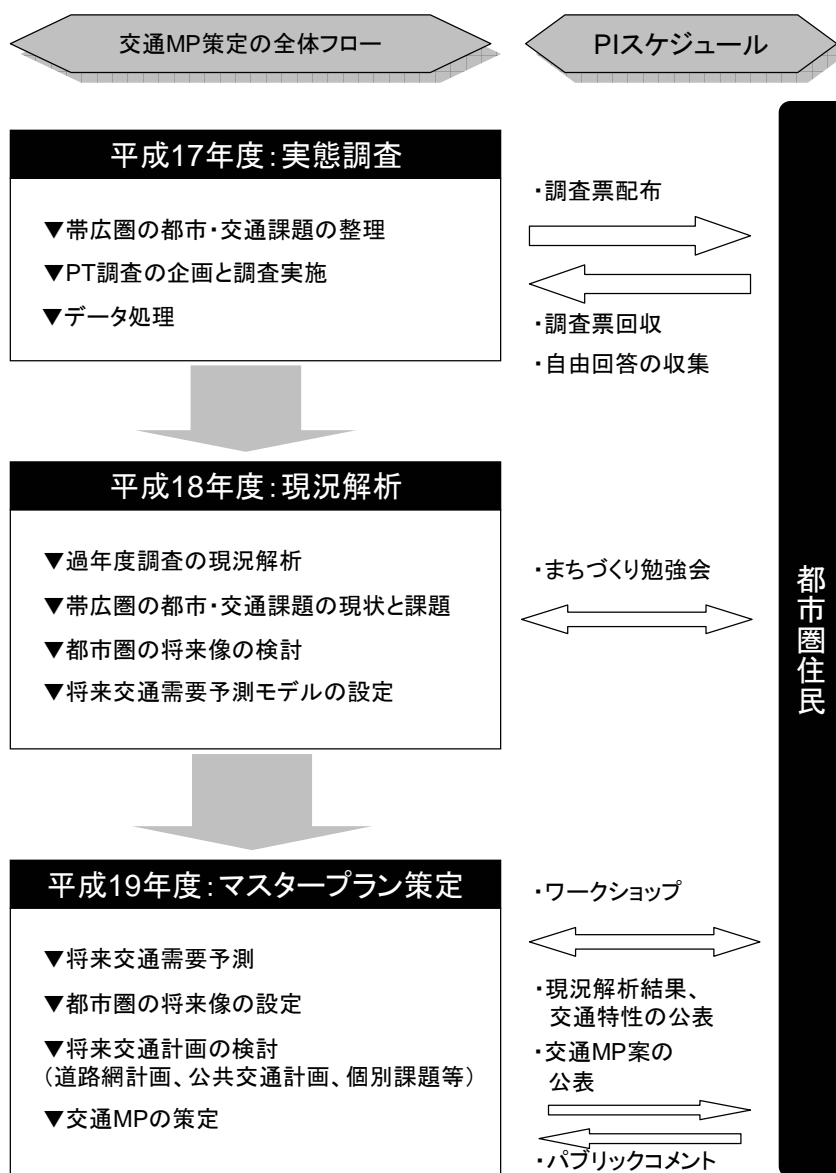 交通MP策定の全体フロー
PIスケジュール
平成17年度:実態調査
▼帯広圏の都市・交通課題の整理
▼PT調査の企画と調査実施
▼データ処理
・調査票配布
・調査票回収
・自由回答の収集
平成18年度:現況解析
▼過年度調査の現況解析
▼帯広圏の都市・交通課題の現状と課題
▼都市圏の将来像の検討
▼将来交通需要予測モデルの設定
・まちづくり勉強会
平成19年度:マスタープラン策定
▼将来交通需要予測
▼都市圏の将来像の設定
▼将来交通計画の検討
(道路網計画、公共交通計画、個別課題等)
▼交通MPの策定
・ワークショップ
・現況解析結果、
交通特性の公表
・交通MP案の
公表
・パブリックコメント
都市圏住民